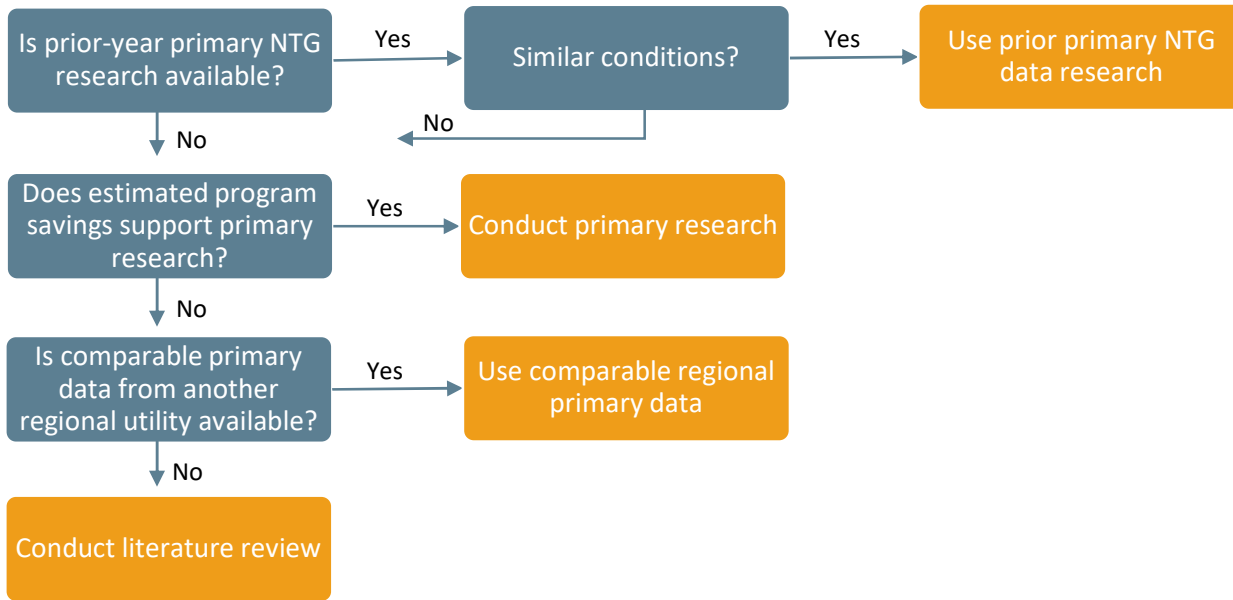 Is prior-year primary NTG
research available?
Yes
Similar conditions?
Yes
Use prior primary NTG
data research
No
No
Does estimated program
savings support primary
research?
Yes
Conduct primary research
No
Is comparable primary
data from another
regional utility available?
Yes
Use comparable regional
primary data
No
Conduct literature review